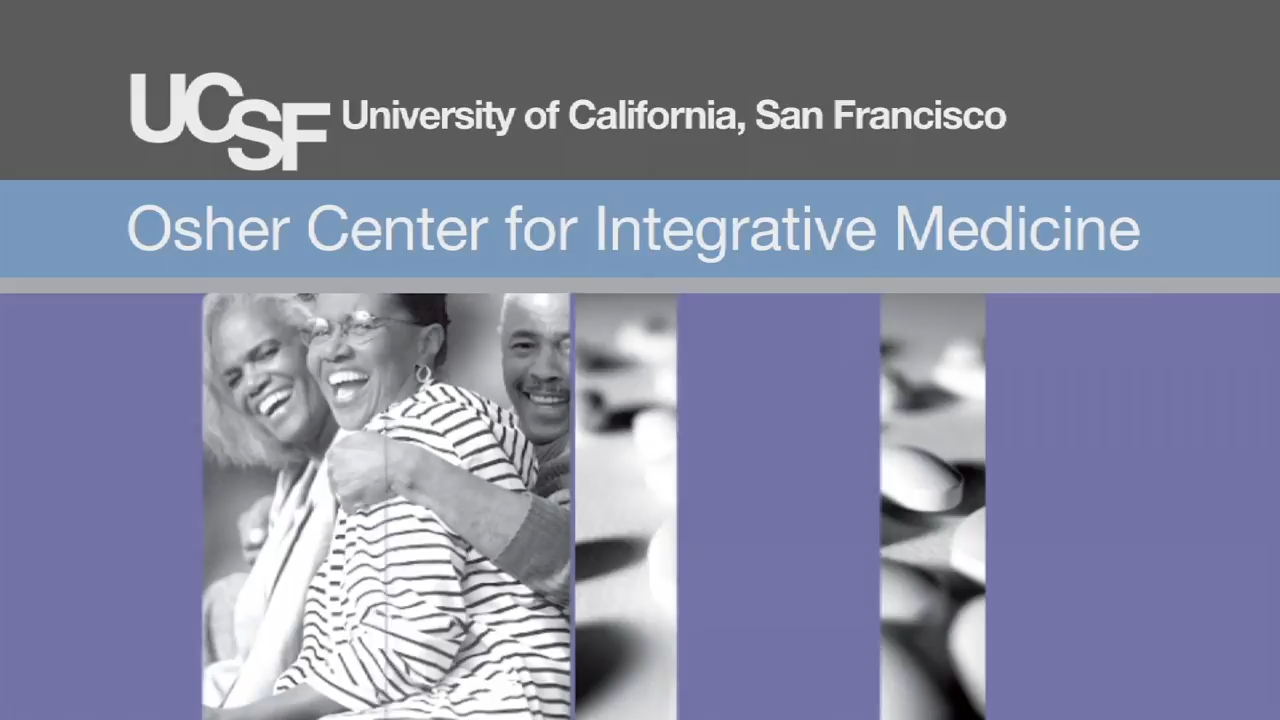 UCSF University of California, San Francisco
Osher Center for Integrative Medicine